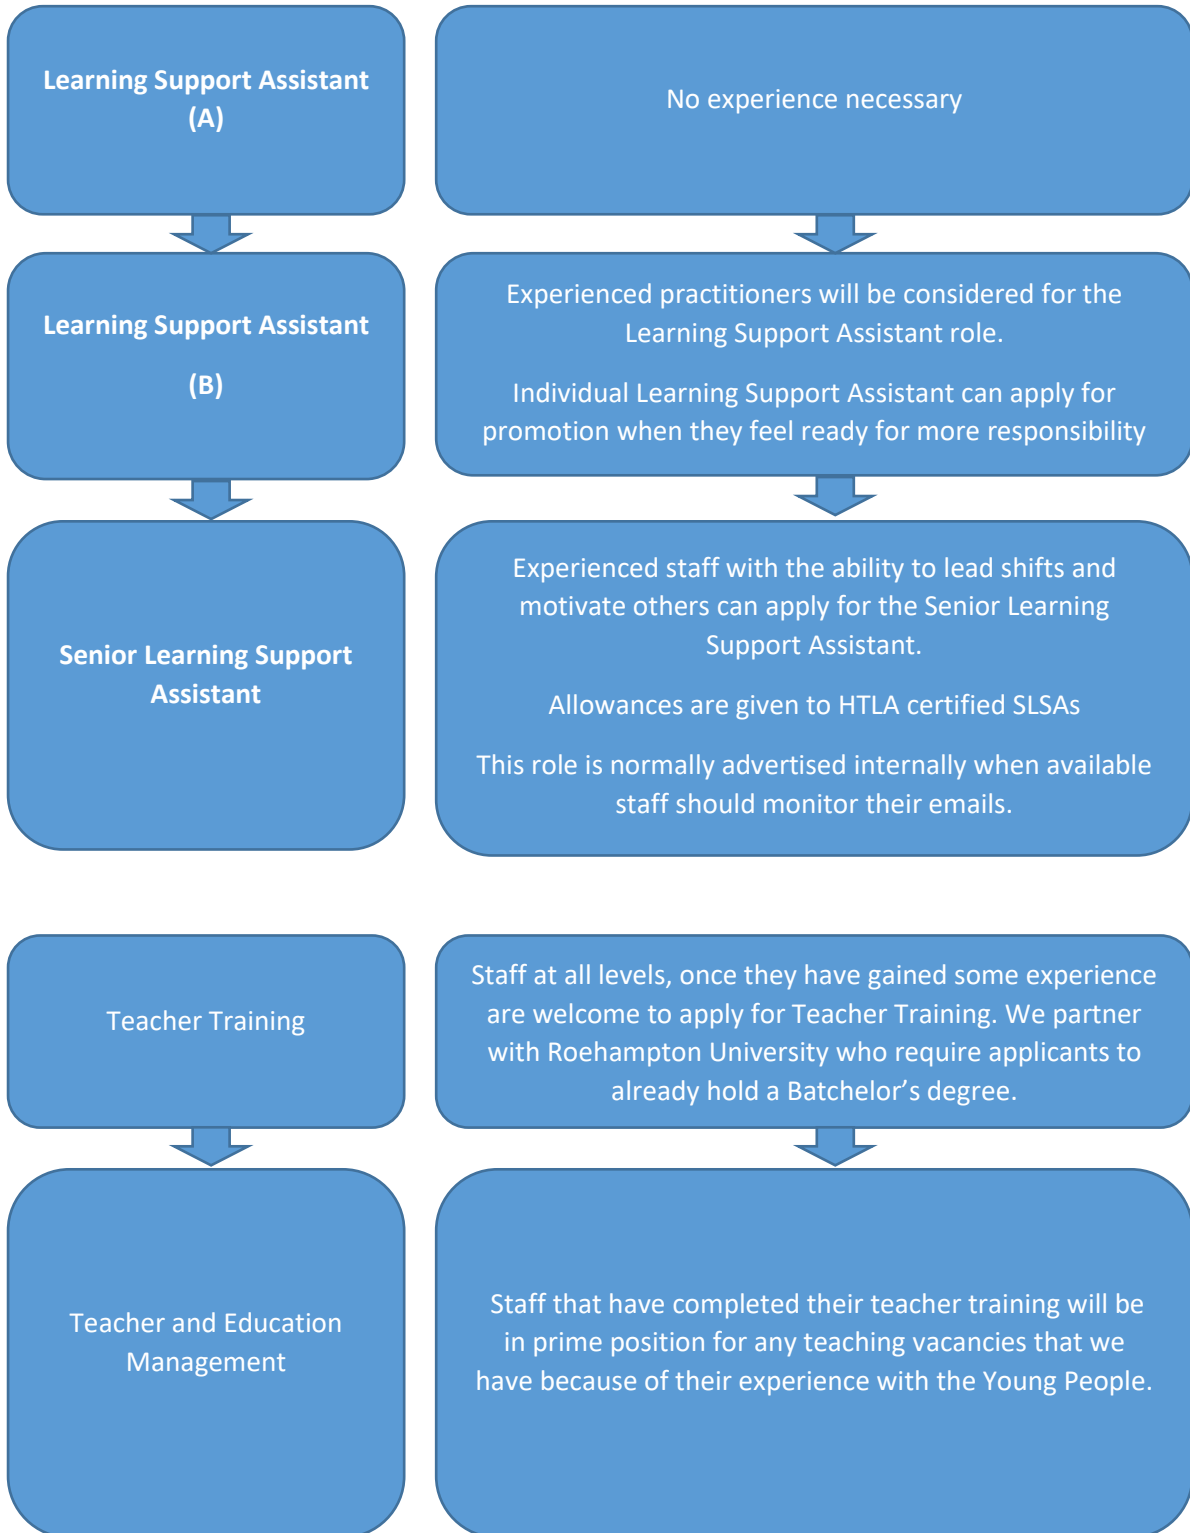 Learning Support Assistant
(A)
No experience necessary
Learning Support Assistant
(B)
Experienced practitioners will be considered for the
Learning Support Assistant role.
Individual Learning Support Assistant can apply for
promotion when they feel ready for more responsibility
Senior Learning Support
Assistant
Experienced staff with the ability to lead shifts and
motivate others can apply for the Senior Learning
Support Assistant.
Allowances are given to HTLA certified SLSAs
This role is normally advertised internally when available
staff should monitor their emails.
Teacher Training
Staff at all levels, once they have gained some experience
are welcome to apply for Teacher Training. We partner
with Roehampton University who require applicants to
already hold a Batchelor’s degree.
Teacher and Education
Management
Staff that have completed their teacher training will be
in prime position for any teaching vacancies that we
have because of their experience with the Young People.